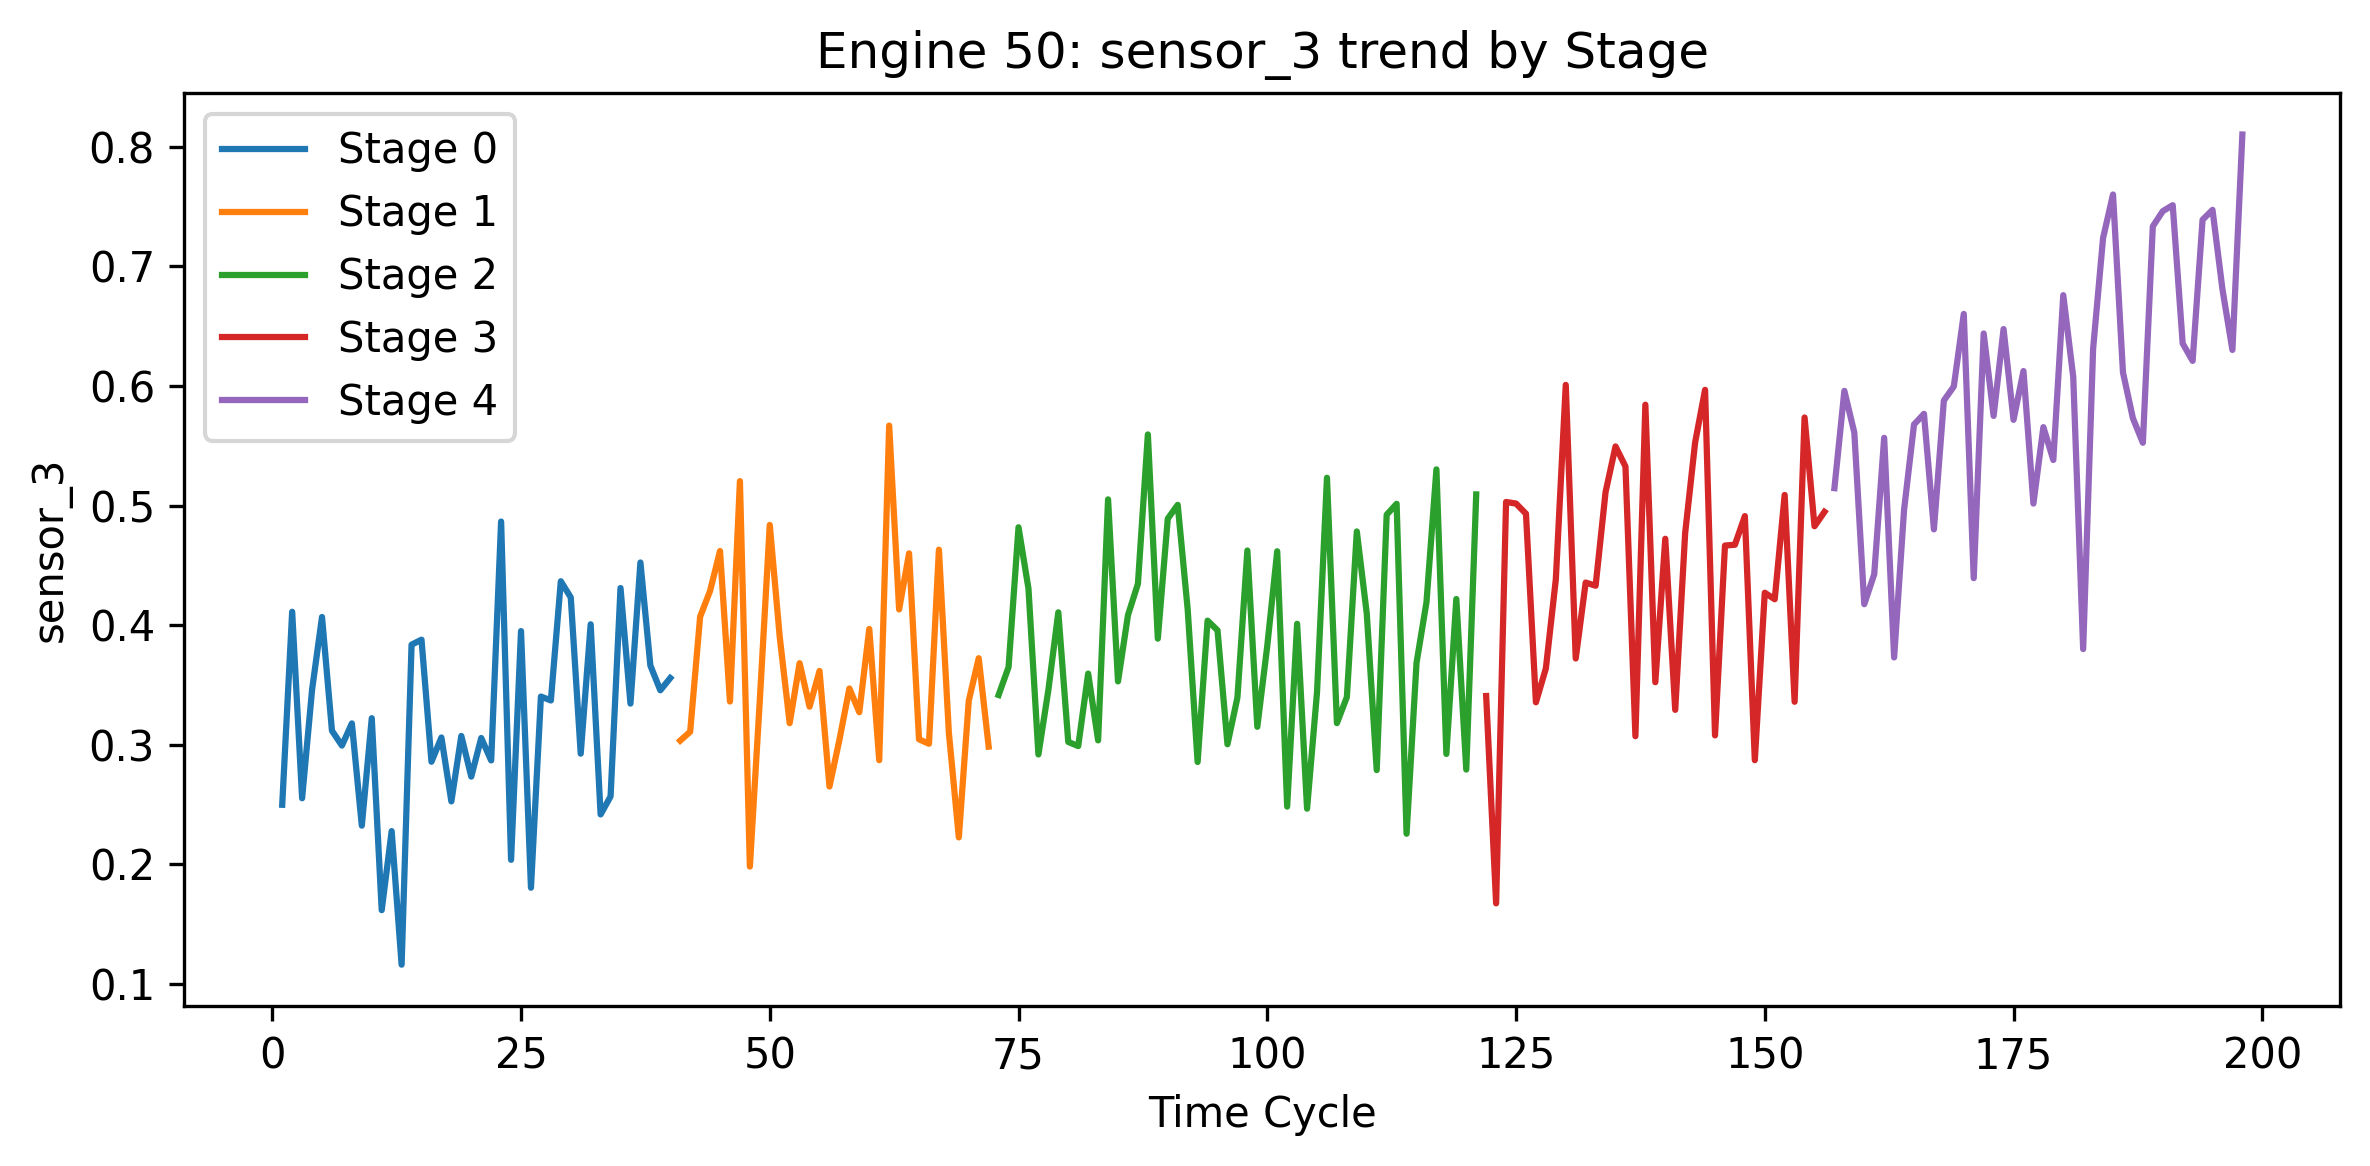 Engine 50: sensor_3 trend by Stage
Stage 0
Stage 1
Stage 2
Stage 3
Stage 4
sensor_3
0.8
0.7
0.6
0.5
0.4
0.3
0.2
0.1
0 25 50 75 100 125 150 175 200
Time Cycle